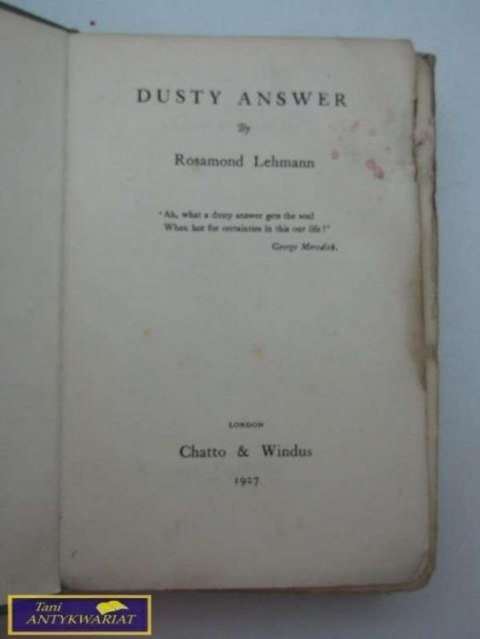 DUSTY ANSWER
By
Rosamond Lehmann
'Ah, what a dusty answer gets the soul
When hot for certainties in this our life!'
George Meredith.
LONDON
Chatto & Windus
1927
Tani
ANTYKWARIAT